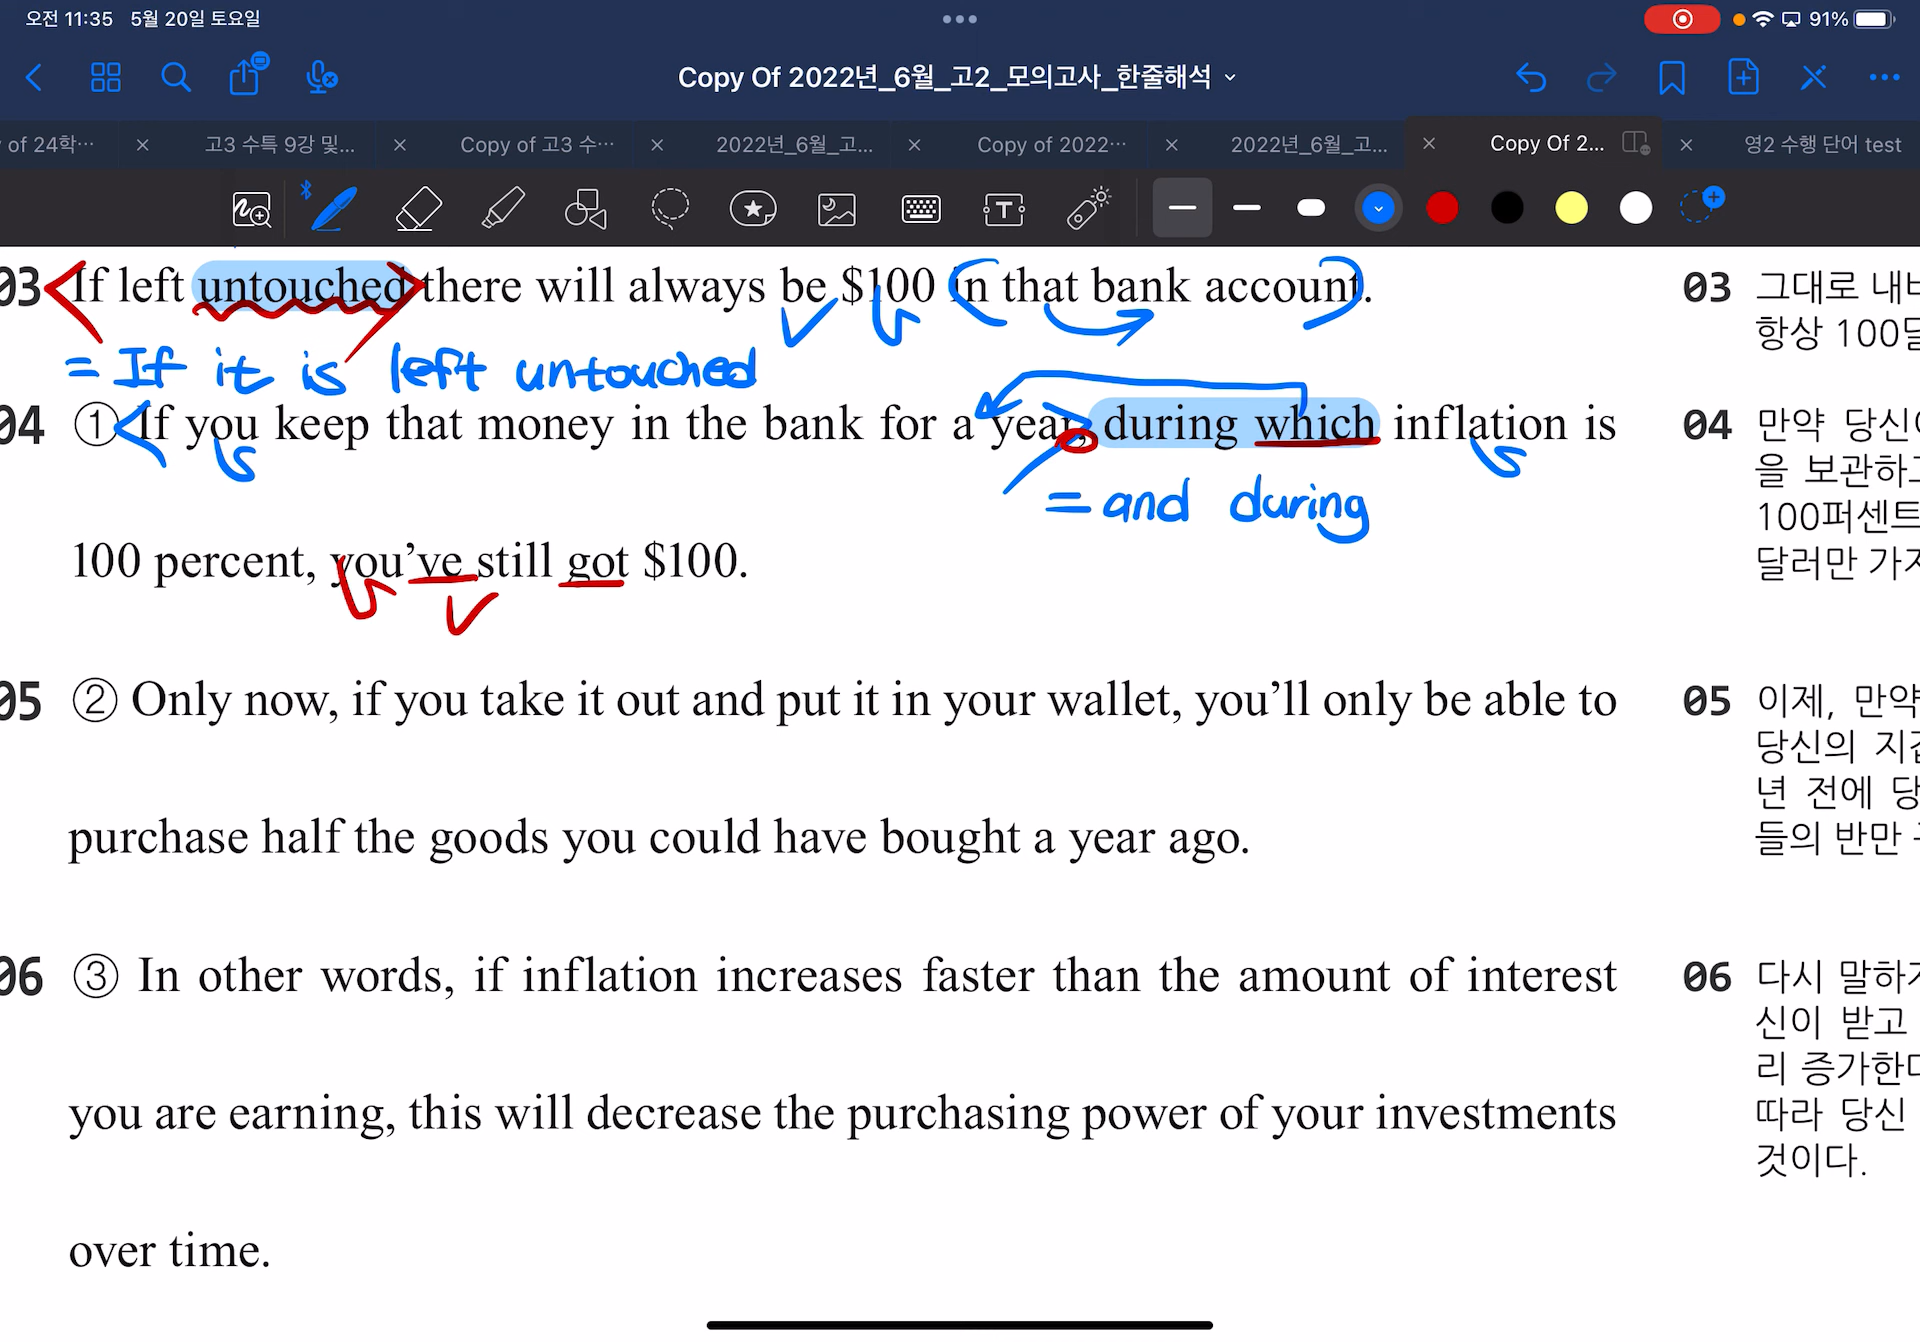 오전 11:35 5월 20일 토요일
91%
Copy Of 2022년_6월_고2_모의고사_한줄해석
of 24학···
고3 수특 9강 및...
Copy of 고3 수···
2022년_6월_고...
Copy of 2022···
2022년_6월_고...
Copy Of 2...
영2 수행 단어 test
03 If left untouched there will always be $100 in that bank account.
= If it is left untouched
04 ① If you keep that money in the bank for a year, during which inflation is
= and during
100 percent, you've still got $100.
05 ② Only now, if you take it out and put it in your wallet, you'll only be able to
purchase half the goods you could have bought a year ago.
06 ③ In other words, if inflation increases faster than the amount of interest
you are earning, this will decrease the purchasing power of your investments
over time.
03 그대로 내버
항상 100달
04 만약 당신이
을 보관하고
100퍼센트
달러만 가지
05 이제, 만약
당신의 지갑
년 전에 당
들의 반만
06 다시 말하자
신이 받고
리 증가한다
따라 당신
것이다.